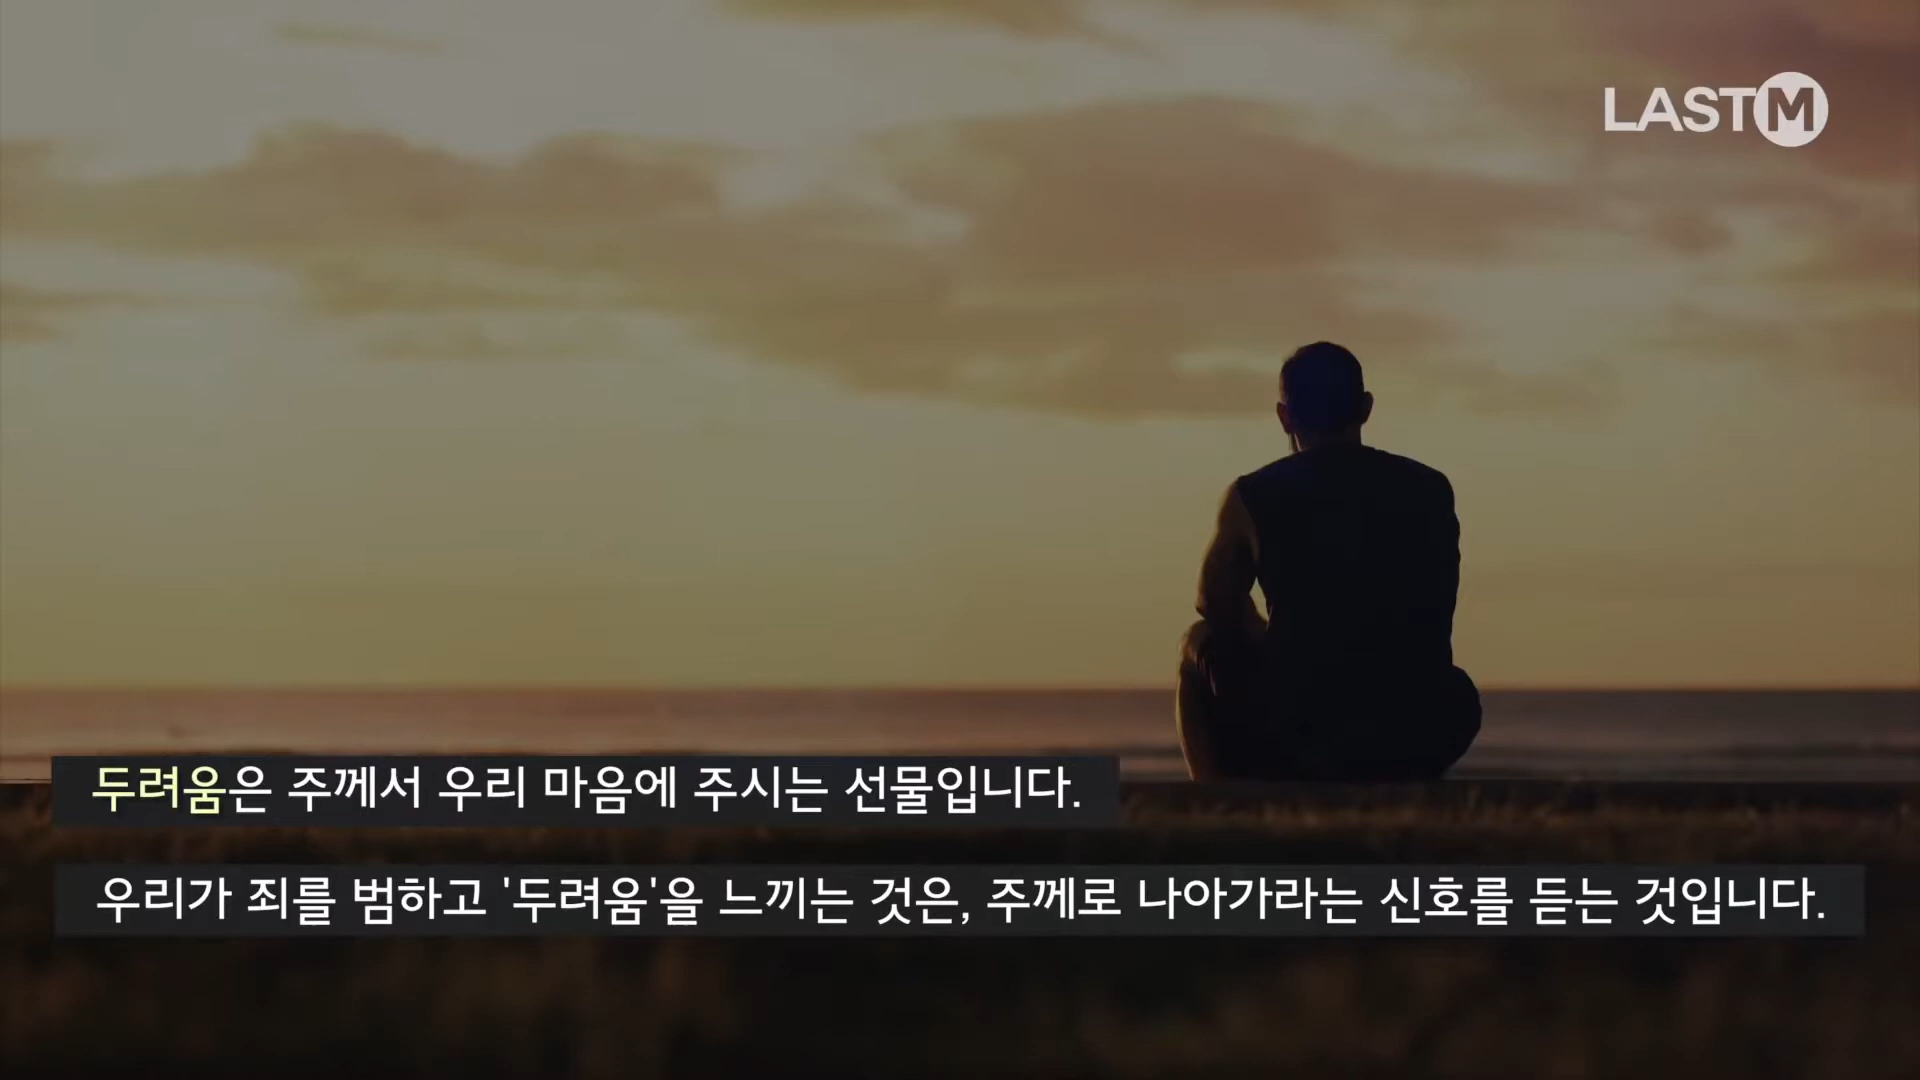 LASTM
두려움은 주께서 우리 마음에 주시는 선물입니다.
우리가 죄를 범하고 '두려움'을 느끼는 것은, 주께로 나아가라는 신호를 듣는 것입니다.